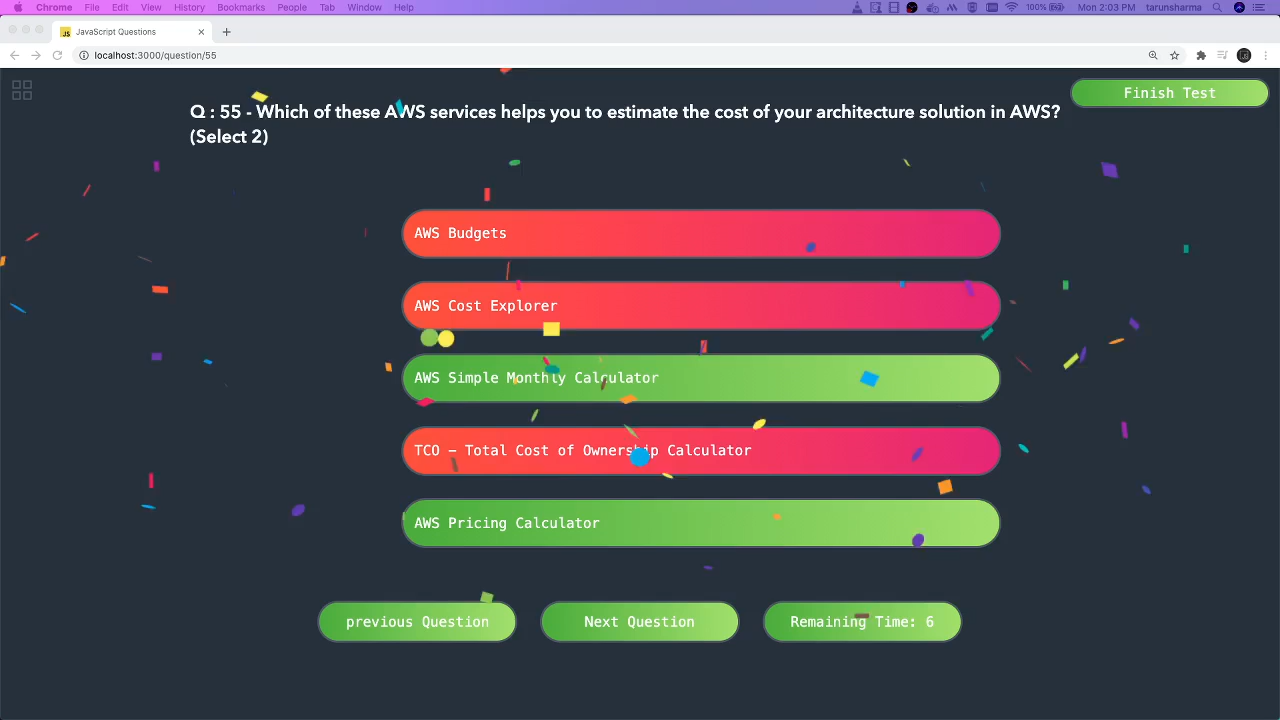 Chrome File Edit View History Bookmarks People Tab Window Help 100% Mon 2:03 PM tarunsharma
JavaScript Questions
localhost:3000/question/55
Finish Test
Q : 55 - Which of these AWS services helps you to estimate the cost of your architecture solution in AWS?
(Select 2)
AWS Budgets
AWS Cost Explorer
AWS Simple Monthly Calculator
TCO - Total Cost of Ownership Calculator
AWS Pricing Calculator
previous Question
Next Question
Remaining Time: 6